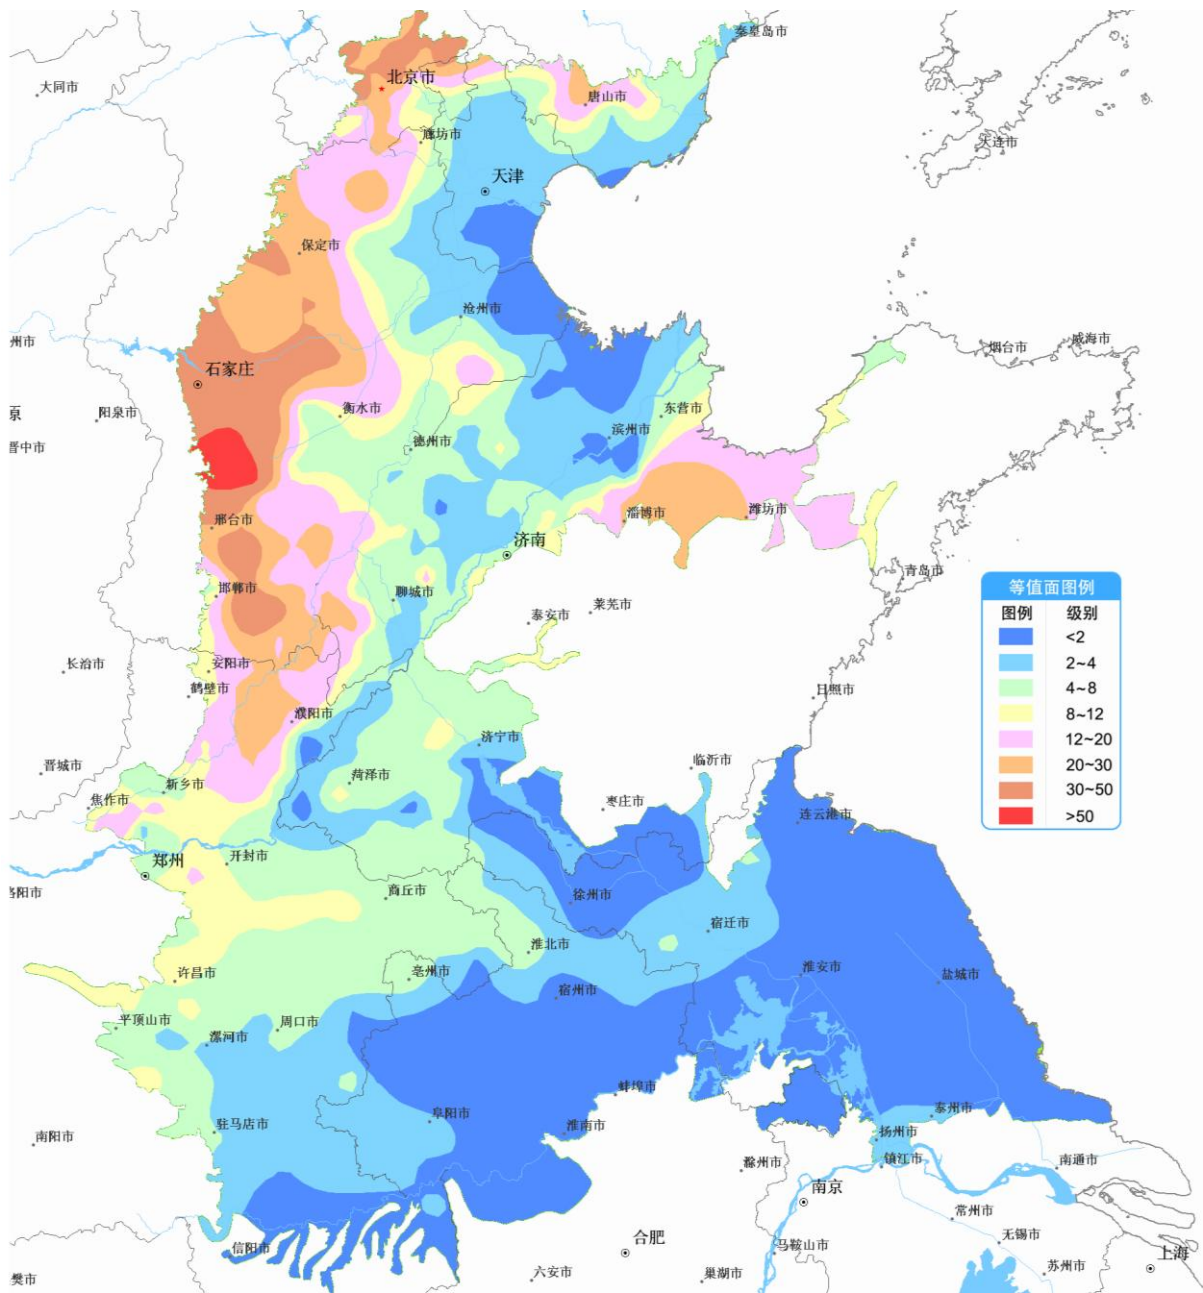 秦皇岛市
大同市
北京市
唐山市
廊坊市
大连市
天津
保定市
沧州市
州市
烟台市
威海市
石家庄
原
阳泉市
衡水市
东营市
晋中市
德州市
滨州市
邢台市
淄博市
潍坊市
济南
青岛市
邯郸市
聊城市
泰安市
莱芜市
长治市
安阳市
鹤壁市
日照市
濮阳市
济宁市
晋城市
新乡市
菏泽市
临沂市
焦作市
枣庄市
连云港市
郑州
开封市
洛阳市
商丘市
徐州市
宿迁市
淮北市
许昌市
亳州市
宿州市
淮安市
盐城市
平顶山市
漯河市
周口市
蚌埠市
驻马店市
阜阳市
淮南市
泰州市
南阳市
扬州市
滁州市
镇江市
南通市
南京
常州市
信阳市
合肥
马鞍山市
无锡市
上海
樊市
六安市
巢湖市
苏州市
等值面图例
图例 级别
<2
2~4
4~8
8~12
12~20
20~30
30~50
>50